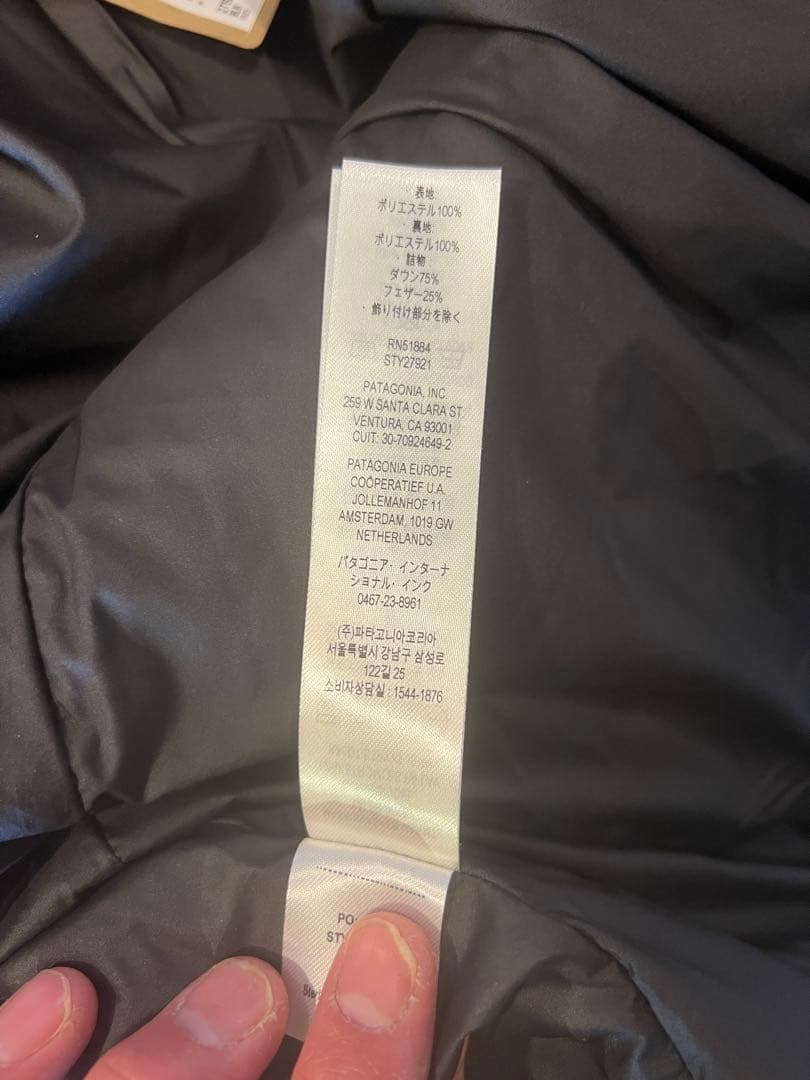 ・表地
ポリエステル100%
・裏地
ポリエステル100%
・詰物
ダウン75%
フェザー25%
・飾り付け部分を除く
RN51884
STY27921
PATAGONIA, INC.
259 W SANTA CLARA ST
VENTURA, CA 93001
CUIT: 30-70924649-2
PATAGONIA EUROPE
COÖPERATIEF U.A.
JOLLEMANHOF 11
AMSTERDAM, 1019 GW
NETHERLANDS
パタゴニア・インターナ
ショナル・インク
0467-23-8961
(주)파타고니아코리아
서울특별시 강남구 삼성로
122길 25
소비자상담실 : 1544-1876